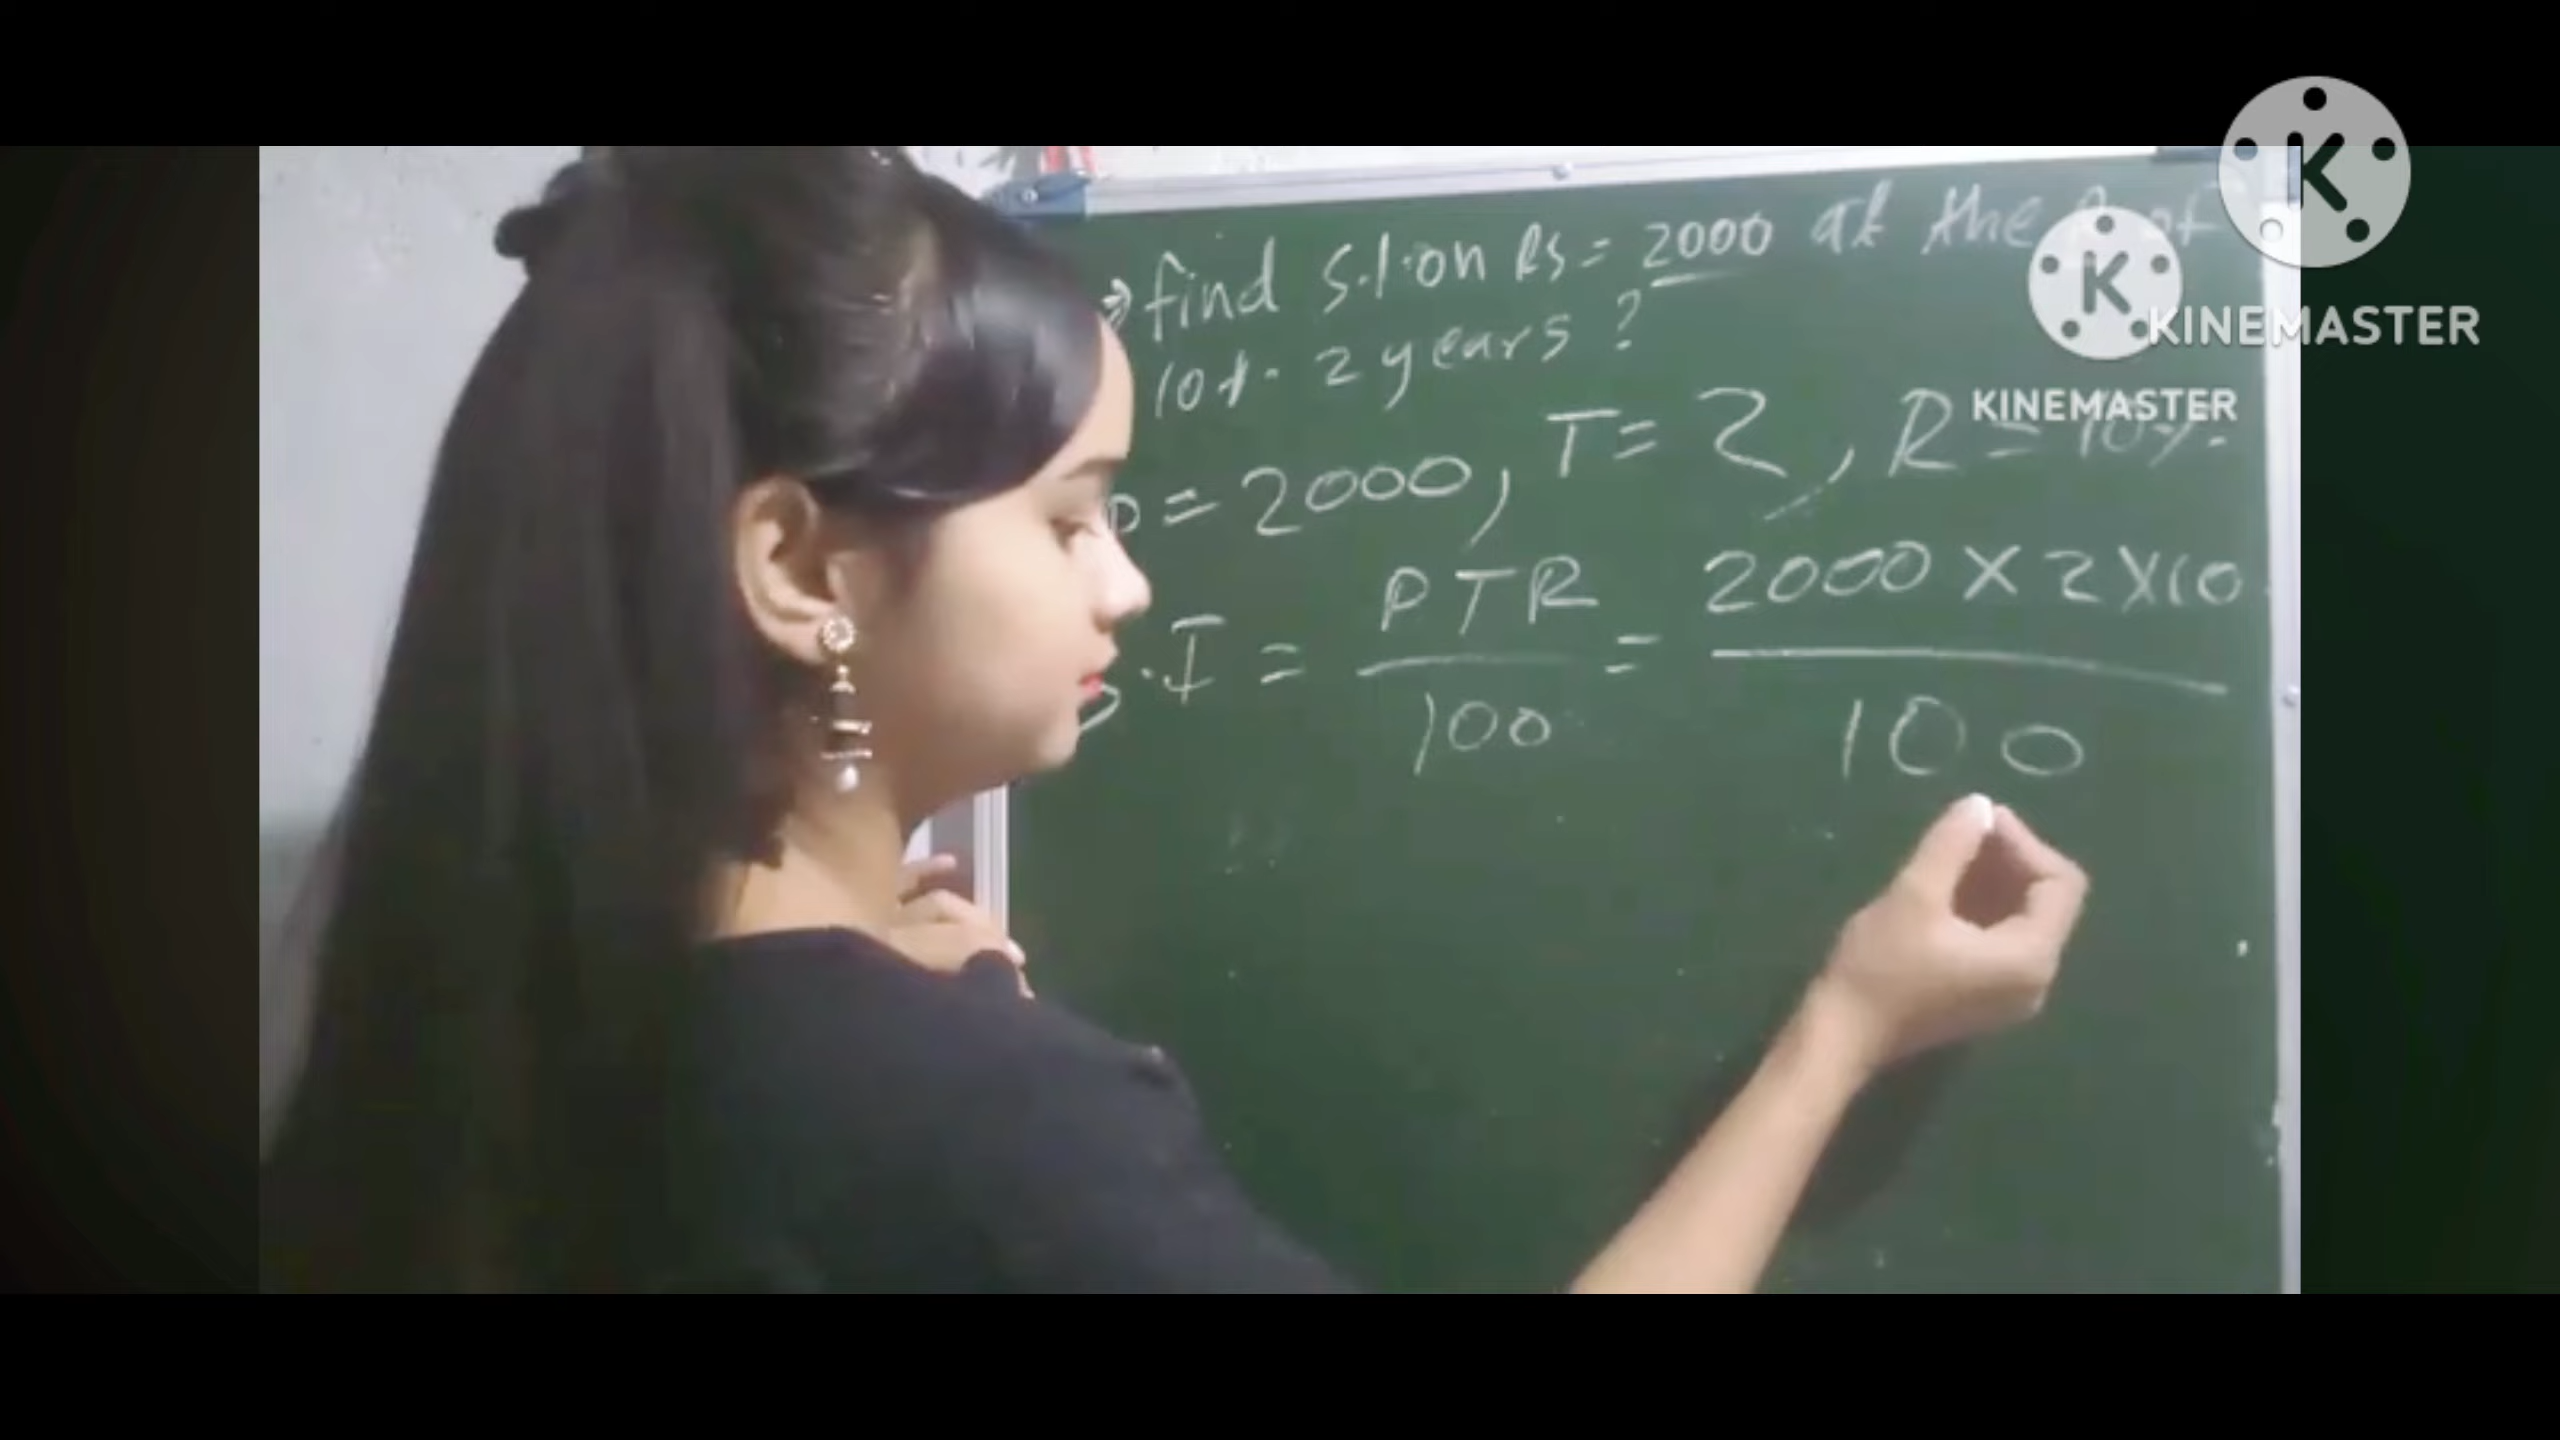 → find S.I. on Rs = 2000 at the R of
10%. 2 years ?
P = 2000, T = 2, R = 10%.
S.I = PTR / 100 = 2000 X 2 X 10 / 100
KINEMASTER
KINEMASTER